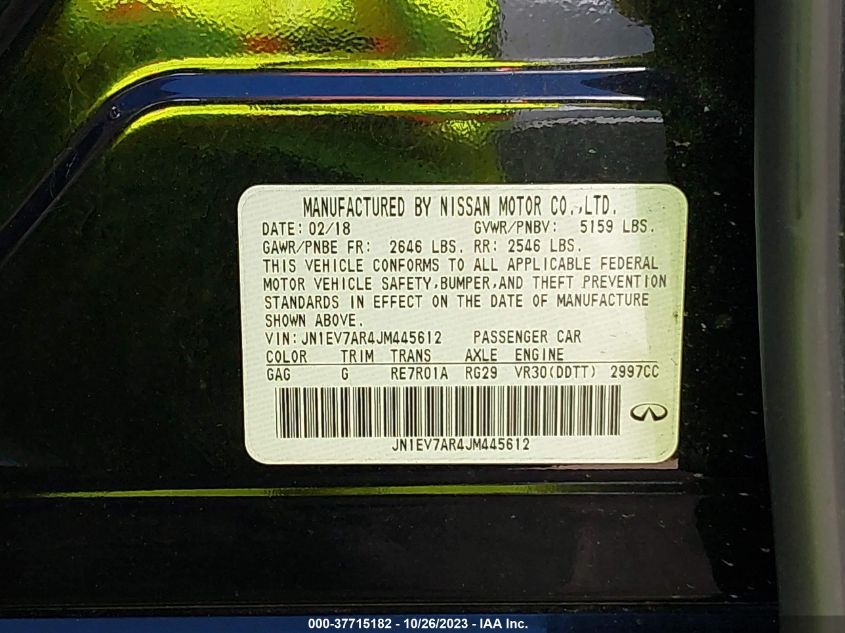 MANUFACTURED BY NISSAN MOTOR CO.,LTD.
DATE: 02/18 GVWR/PNBV: 5159 LBS.
GAWR/PNBE FR: 2646 LBS. RR: 2546 LBS.
THIS VEHICLE CONFORMS TO ALL APPLICABLE FEDERAL
MOTOR VEHICLE SAFETY,BUMPER,AND THEFT PREVENTION
STANDARDS IN EFFECT ON THE DATE OF MANUFACTURE
SHOWN ABOVE.
VIN:JN1EV7AR4JM445612 PASSENGER CAR
COLOR TRIM TRANS AXLE ENGINE
GAG G RE7R01A RG29 VR30(DDTT) 2997CC
JN1EV7AR4JM445612
000-37715182 - 10/26/2023 - IAA Inc.